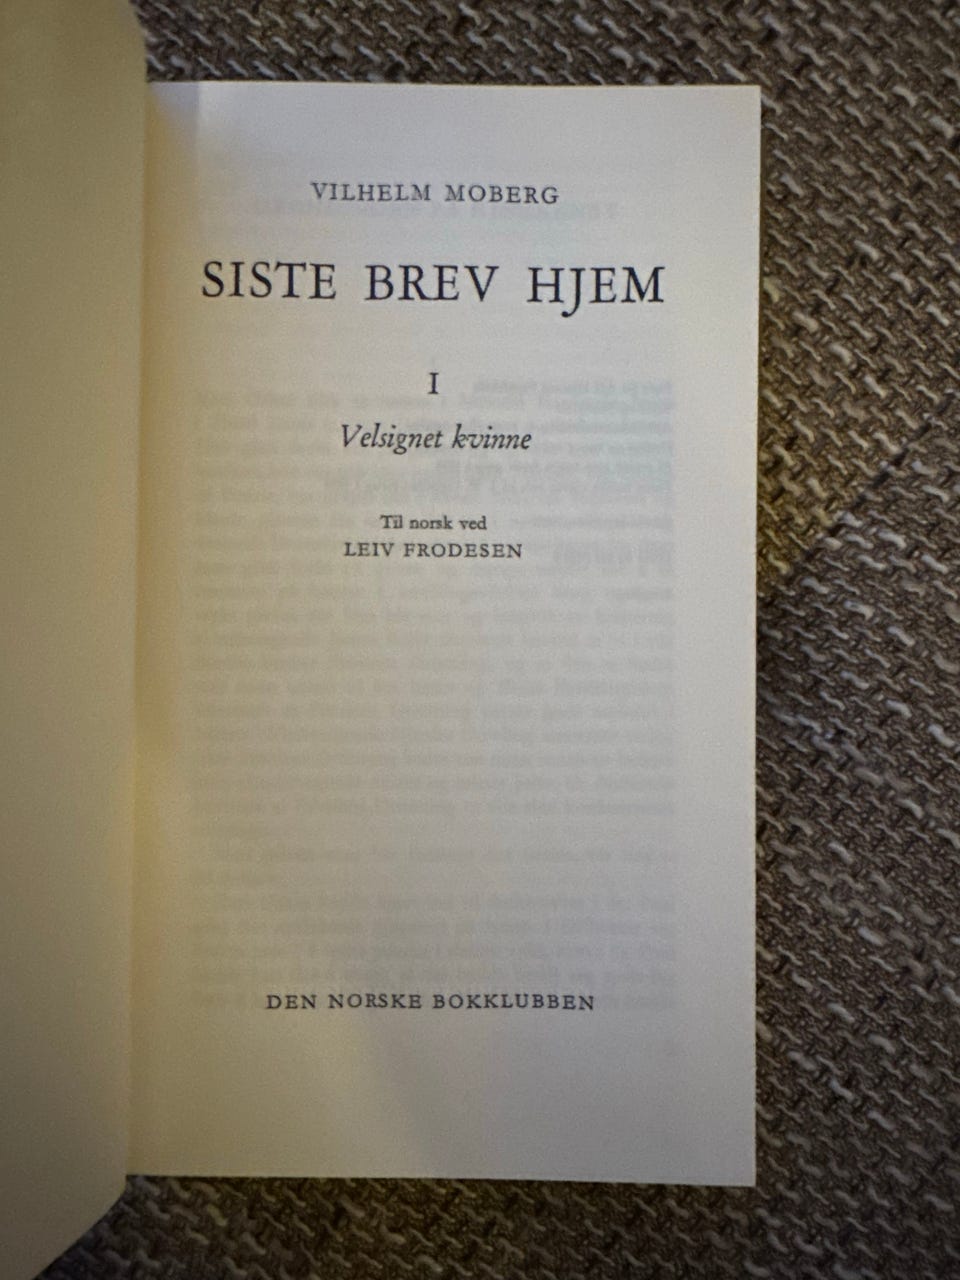 VILHELM MOBERG
SISTE BREV HJEM
I
Velsignet kvinne
Til norsk ved
LEIV FRODESEN
DEN NORSKE BOKKLUBBEN